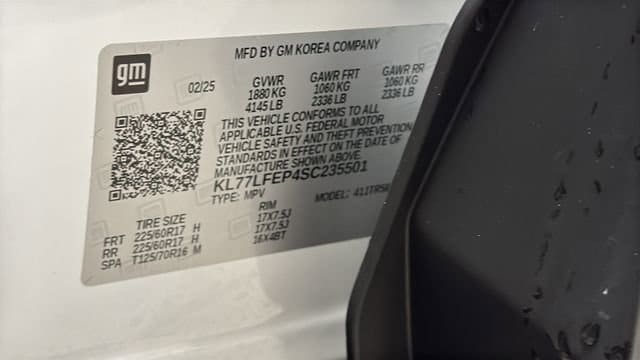 MFD BY GM KOREA COMPANY
gm
02/25
GVWR GAWR FRT GAWR RR
1880 KG 1060 KG 1060 KG
4145 LB 2336 LB 2336 LB
THIS VEHICLE CONFORMS TO ALL
APPLICABLE U.S. FEDERAL MOTOR
VEHICLE SAFETY AND THEFT PREVENTION
STANDARDS IN EFFECT ON THE DATE OF
MANUFACTURE SHOWN ABOVE.
KL77LFEP4SC235501
TYPE: MPV MODEL:
TIRE SIZE RIM
FRT 225/60R17 H 17X7.5J
RR 225/60R17 H 17X7.5J
SPA T125/70R16 M 16X4BT